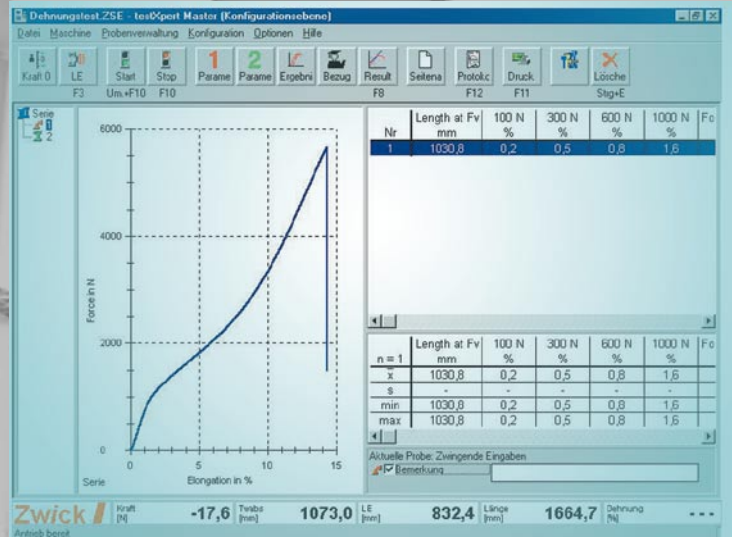 Dehnungstest.ZSE - testXpert Master (Konfigurationsebene)
Datei Maschine Probenverwaltung Konfiguration Optionen Hilfe
Kraft 0 LE Start Stop Parame Parame Ergebni Bezug Result Seitena Protok.c Druck Lösche
F3 Um.+F10 F10 F8 F12 F11 Strg+E
Serie
1
2
6000
4000
2000
0
Force in N
0 5 10 15
Serie Elongation in %
Length at Fv 100 N 300 N 600 N 1000 N Fo
Nr mm % % % %
1 1030,8 0,2 0,5 0,8 1,6
Length at Fv 100 N 300 N 600 N 1000 N Fo
n = 1 mm % % % %
x̄ 1030,8 0,2 0,5 0,8 1,6
s - - - - -
min 1030,8 0,2 0,5 0,8 1,6
max 1030,8 0,2 0,5 0,8 1,6
Aktuelle Probe: Zwingende Eingaben
Bemerkung
Zwick Kraft [N] -17,6 Twabs [mm] 1073,0 LE [mm] 832,4 Länge [mm] 1664,7 Dehnung [%] ---
Antrieb bereit